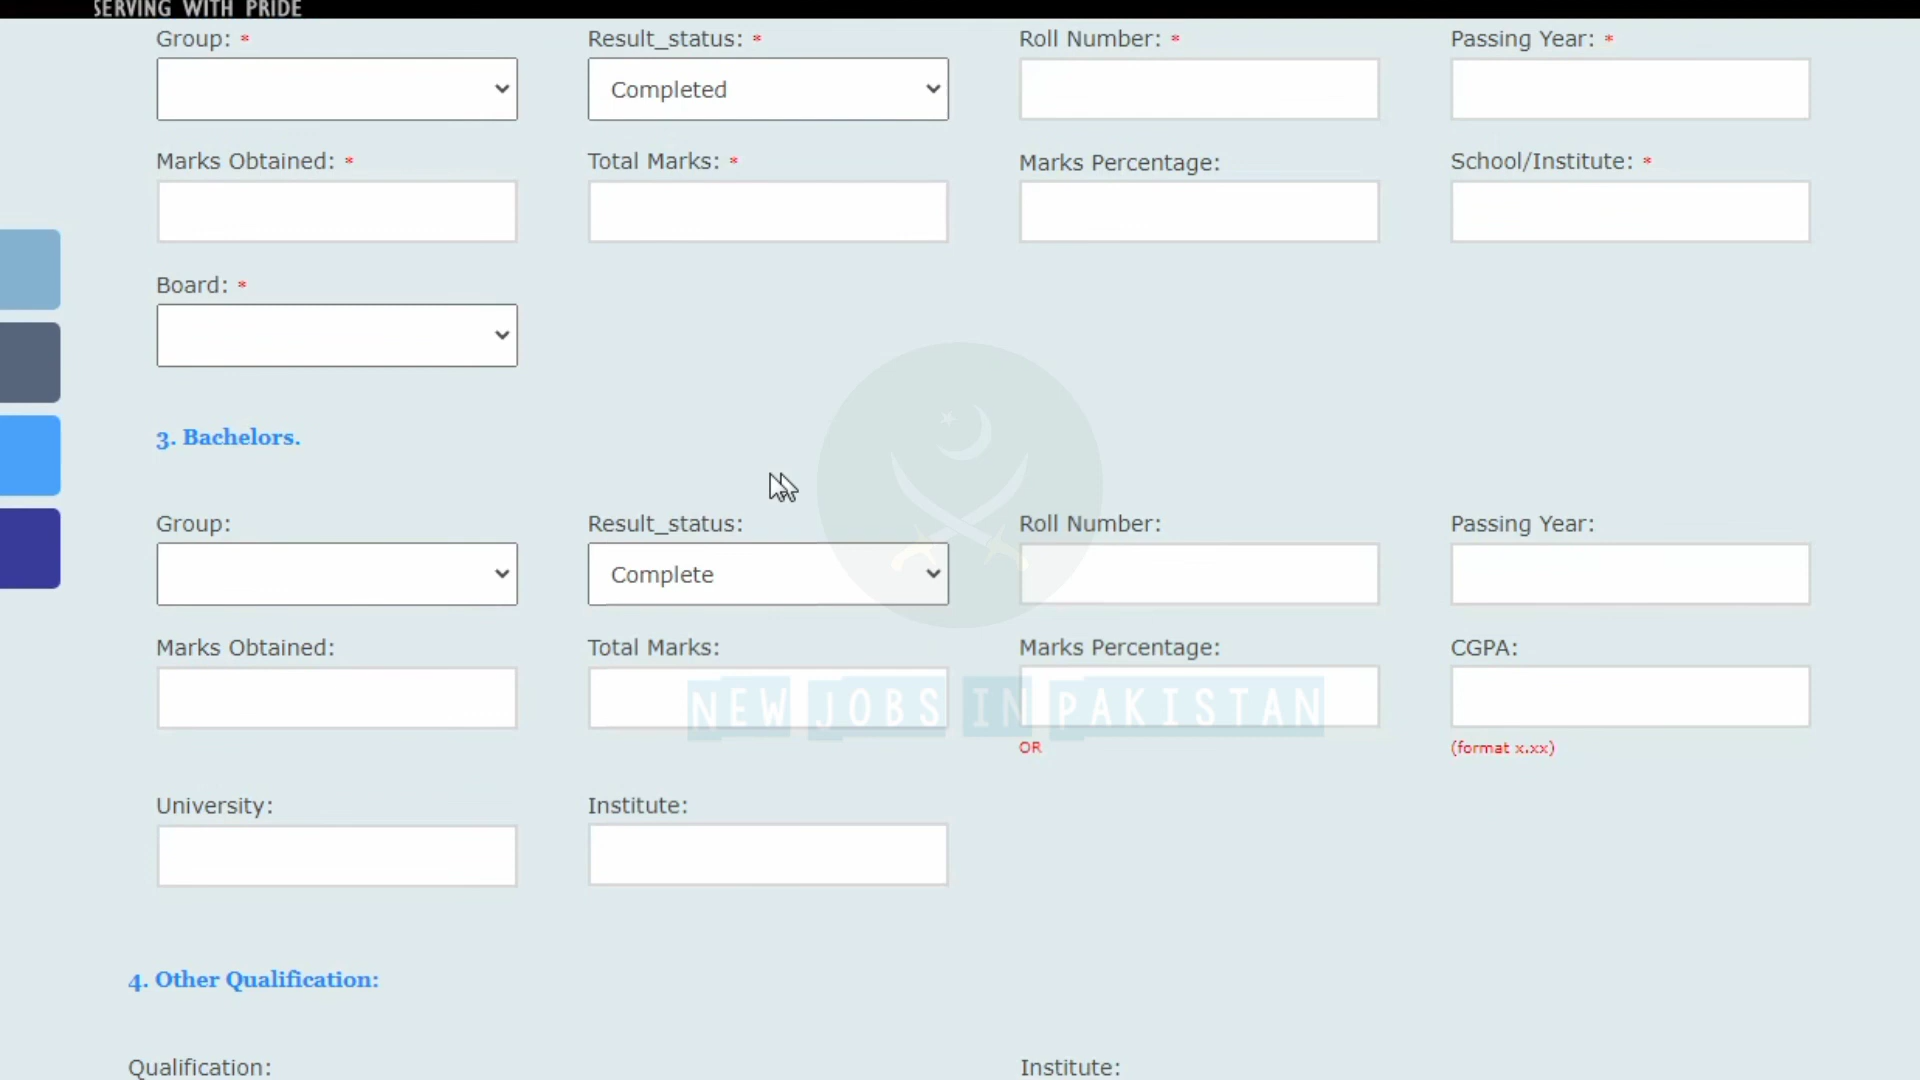 SERVING WITH PRIDE
Group: * Result_status: * Roll Number: * Passing Year: *
Completed
Marks Obtained: * Total Marks: * Marks Percentage: School/Institute: *
Board: *
3. Bachelors.
Group: Result_status: Roll Number: Passing Year:
Complete
Marks Obtained: Total Marks: Marks Percentage: CGPA:
NEW JOBS IN PAKISTAN
OR (format x.xx)
University: Institute:
4. Other Qualification:
Qualification: Institute: